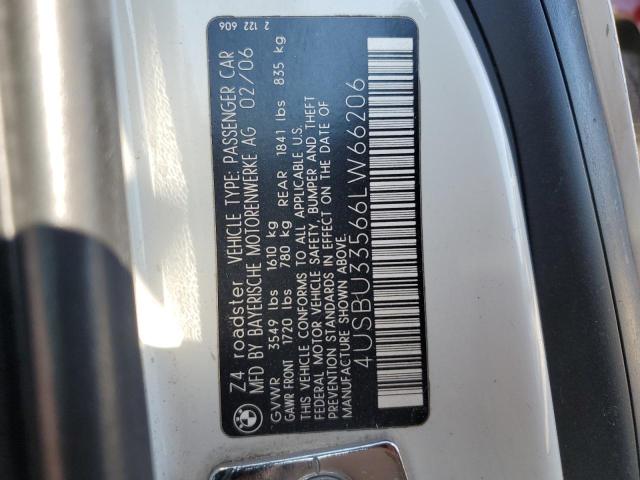 2 122 606
Z4 roadster VEHICLE TYPE: PASSENGER CAR
MFD BY BAYERISCHE MOTORENWERKE AG 02/06
GVWR 3549 lbs 1610 kg
GAWR FRONT 1720 lbs 780 kg REAR 1841 lbs 835 kg
THIS VEHICLE CONFORMS TO ALL APPLICABLE U.S.
FEDERAL MOTOR VEHICLE SAFETY, BUMPER AND THEFT
PREVENTION STANDARDS IN EFFECT ON THE DATE OF
MANUFACTURE SHOWN ABOVE.
4USBU33566LW66206